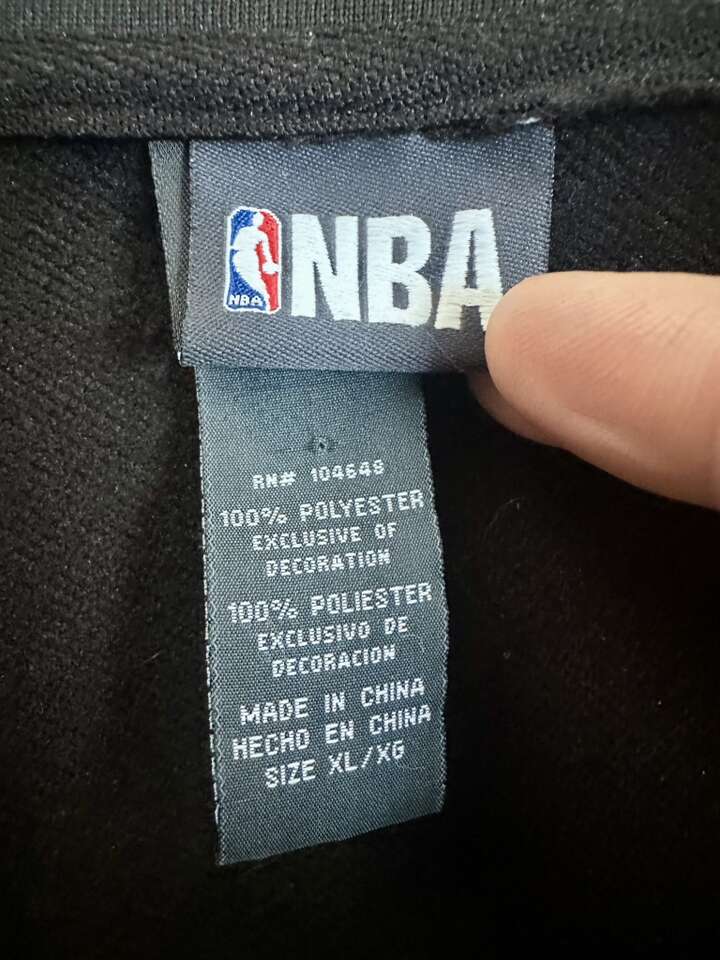 NBA
NBA
RN# 104648
100% POLYESTER
EXCLUSIVE OF
DECORATION
100% POLIESTER
EXCLUSIVO DE
DECORACION
MADE IN CHINA
HECHO EN CHINA
SIZE XL/XG